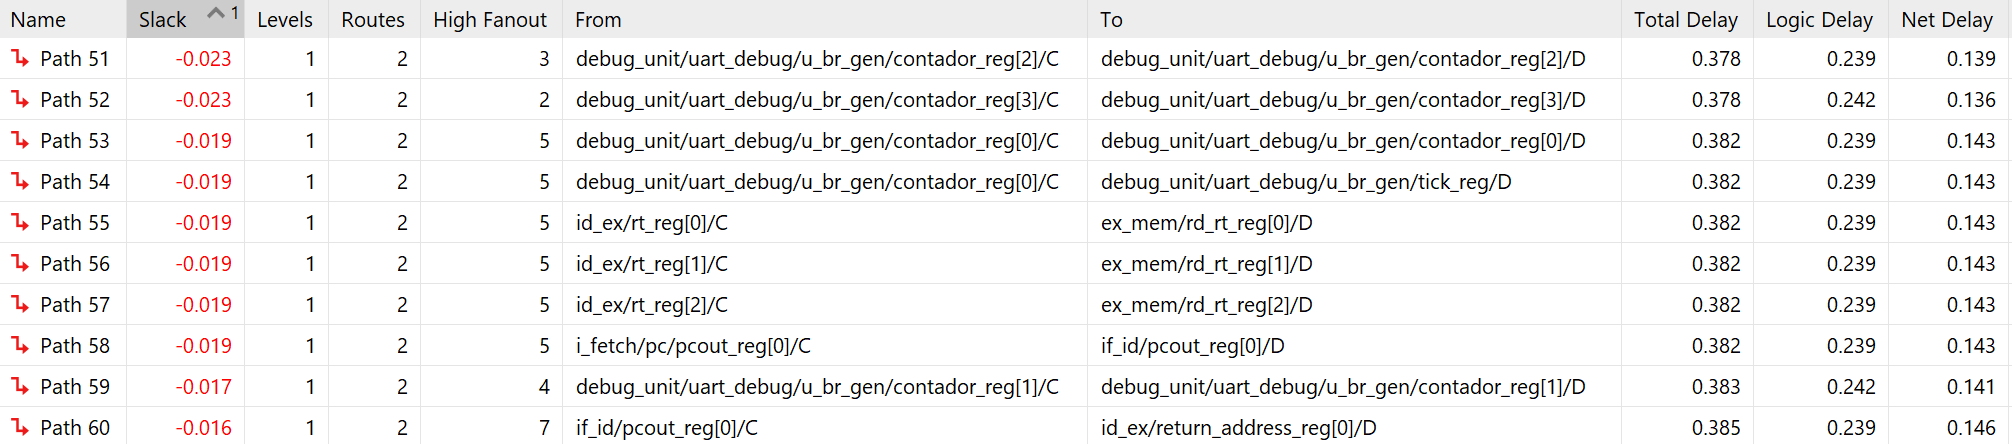 Name Slack 1 Levels Routes High Fanout From To Total Delay Logic Delay Net Delay
Path 51 -0.023 1 2 3 debug_unit/uart_debug/u_br_gen/contador_reg[2]/C debug_unit/uart_debug/u_br_gen/contador_reg[2]/D 0.378 0.239 0.139
Path 52 -0.023 1 2 2 debug_unit/uart_debug/u_br_gen/contador_reg[3]/C debug_unit/uart_debug/u_br_gen/contador_reg[3]/D 0.378 0.242 0.136
Path 53 -0.019 1 2 5 debug_unit/uart_debug/u_br_gen/contador_reg[0]/C debug_unit/uart_debug/u_br_gen/contador_reg[0]/D 0.382 0.239 0.143
Path 54 -0.019 1 2 5 debug_unit/uart_debug/u_br_gen/contador_reg[0]/C debug_unit/uart_debug/u_br_gen/tick_reg/D 0.382 0.239 0.143
Path 55 -0.019 1 2 5 id_ex/rt_reg[0]/C ex_mem/rd_rt_reg[0]/D 0.382 0.239 0.143
Path 56 -0.019 1 2 5 id_ex/rt_reg[1]/C ex_mem/rd_rt_reg[1]/D 0.382 0.239 0.143
Path 57 -0.019 1 2 5 id_ex/rt_reg[2]/C ex_mem/rd_rt_reg[2]/D 0.382 0.239 0.143
Path 58 -0.019 1 2 5 i_fetch/pc/pcout_reg[0]/C if_id/pcout_reg[0]/D 0.382 0.239 0.143
Path 59 -0.017 1 2 4 debug_unit/uart_debug/u_br_gen/contador_reg[1]/C debug_unit/uart_debug/u_br_gen/contador_reg[1]/D 0.383 0.242 0.141
Path 60 -0.016 1 2 7 if_id/pcout_reg[0]/C id_ex/return_address_reg[0]/D 0.385 0.239 0.146